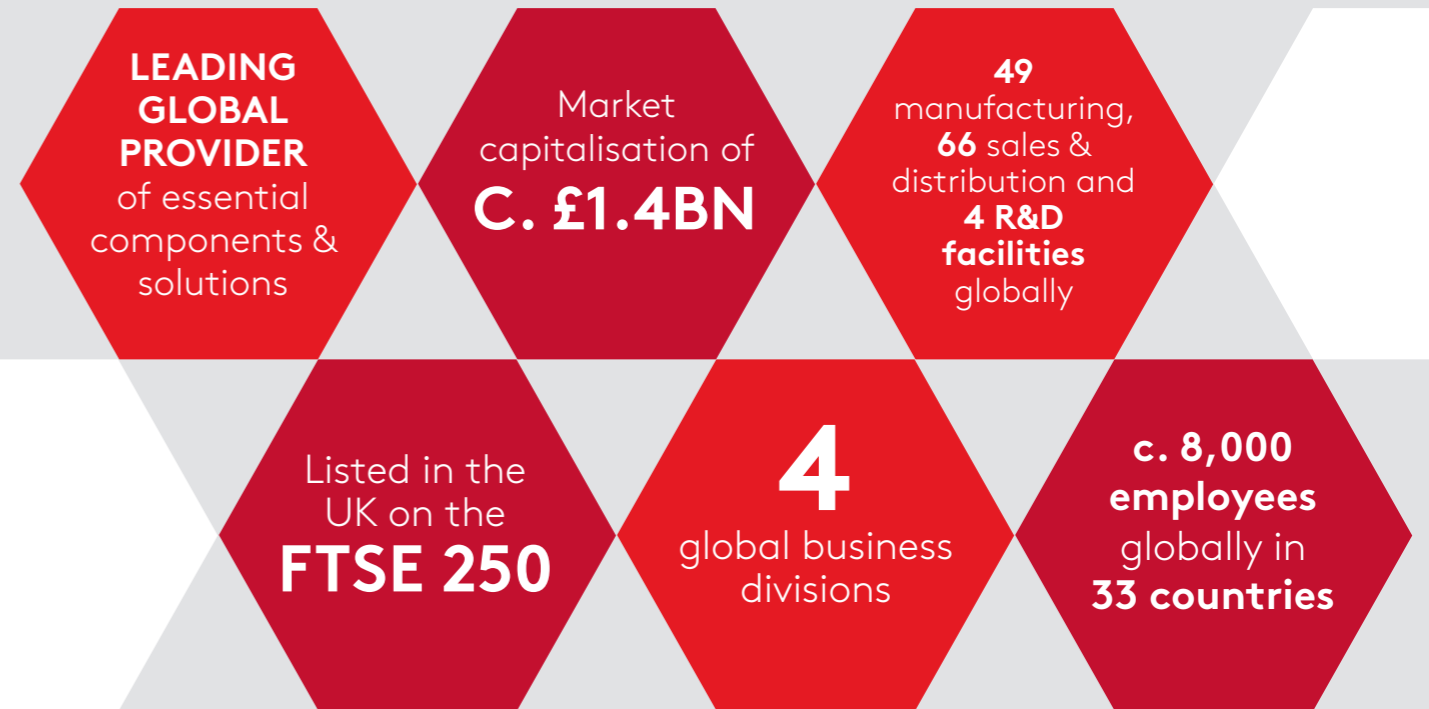 LEADING
GLOBAL
PROVIDER
of essential
components &
solutions
Market
capitalisation of
C. £1.4BN
49
manufacturing,
66 sales &
distribution and
4 R&D
facilities
globally
Listed in the
UK on the
FTSE 250
4
global business
divisions
c. 8,000
employees
globally in
33 countries